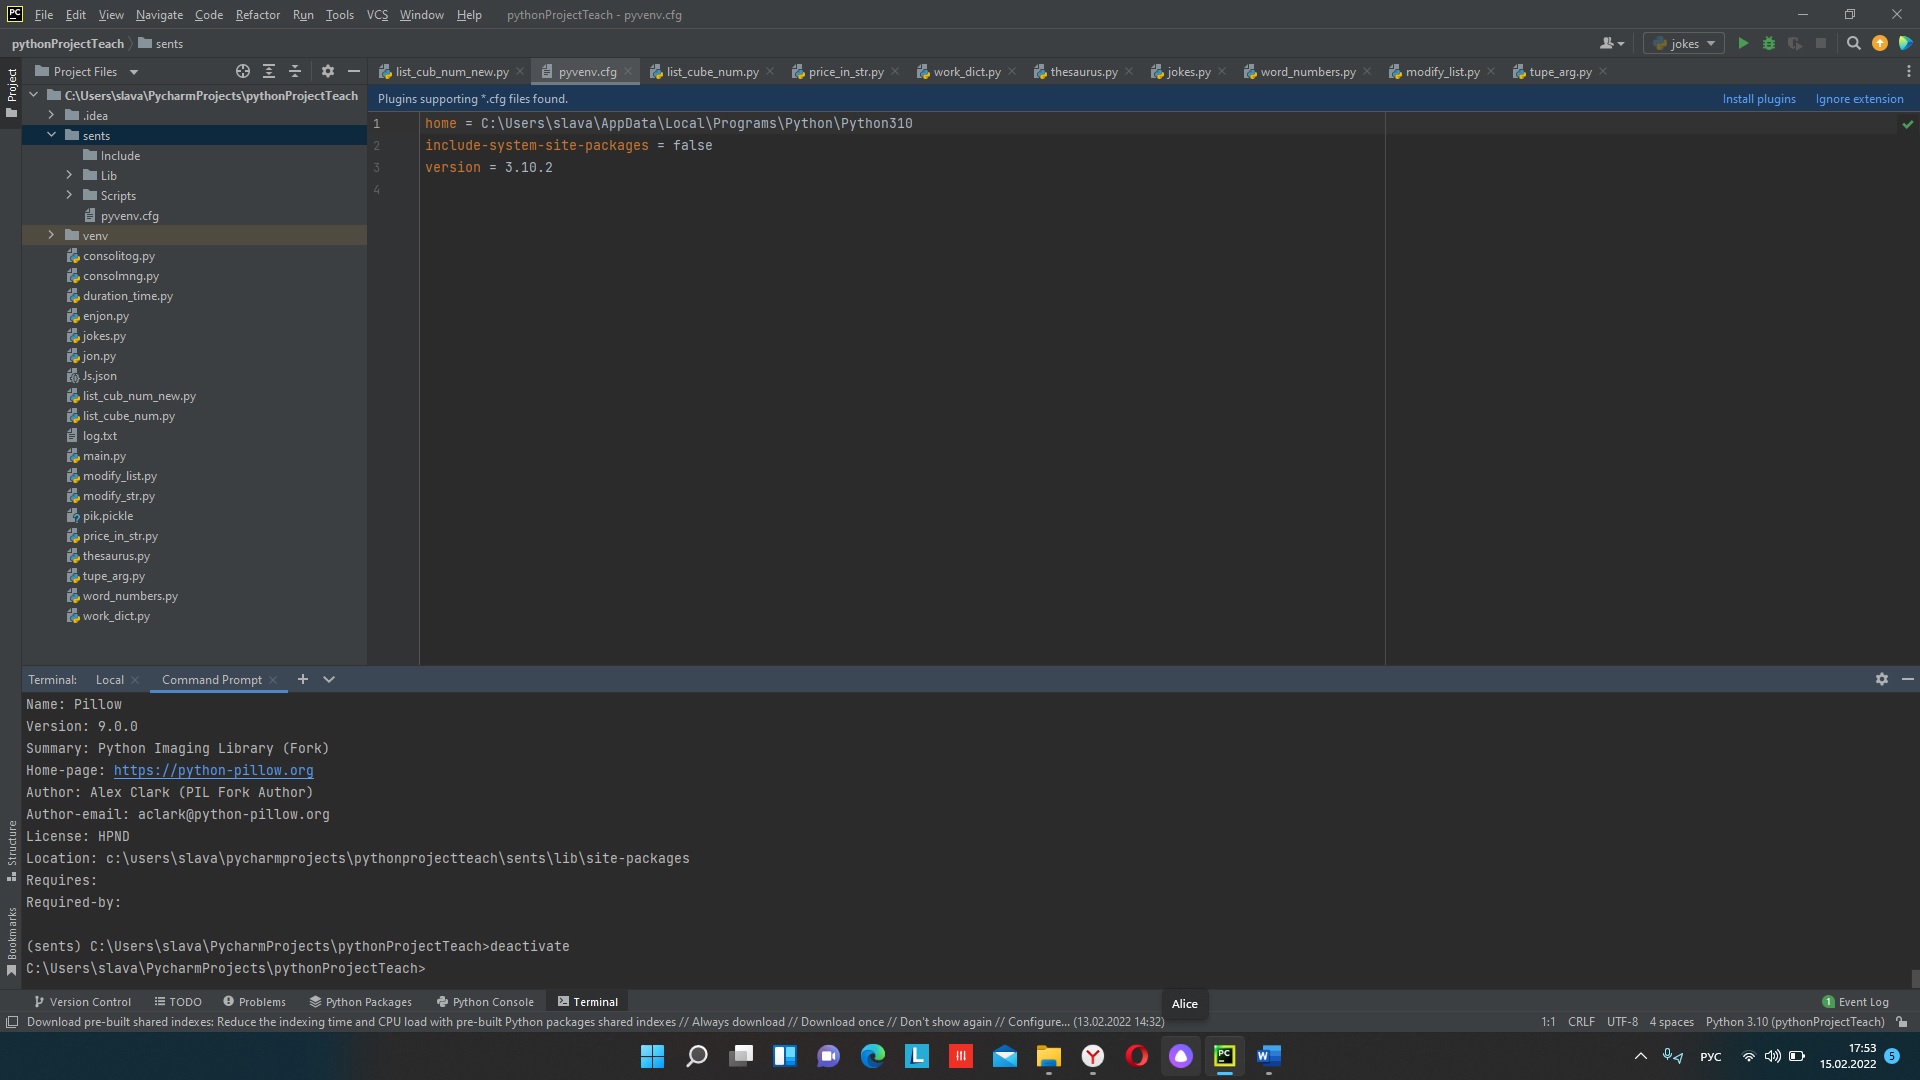 PC File Edit View Navigate Code Refactor Run Tools VCS Window Help pythonProjectTeach - pyvenv.cfg
pythonProjectTeach sents jokes
Project Files
list_cub_num_new.py pyvenv.cfg list_cube_num.py price_in_str.py work_dict.py thesaurus.py jokes.py word_numbers.py modify_list.py tupe_arg.py
Project
C:\Users\slava\PycharmProjects\pythonProjectTeach
.idea
sents
Include
Lib
Scripts
pyvenv.cfg
venv
consolitog.py
consolmng.py
duration_time.py
enjon.py
jokes.py
jon.py
Js.json
list_cub_num_new.py
list_cube_num.py
log.txt
main.py
modify_list.py
modify_str.py
pik.pickle
price_in_str.py
thesaurus.py
tupe_arg.py
word_numbers.py
work_dict.py
Plugins supporting *.cfg files found. Install plugins Ignore extension
1 home = C:\Users\slava\AppData\Local\Programs\Python\Python310
2 include-system-site-packages = false
3 version = 3.10.2
4
Terminal: Local Command Prompt
Name: Pillow
Version: 9.0.0
Summary: Python Imaging Library (Fork)
Home-page: https://python-pillow.org
Author: Alex Clark (PIL Fork Author)
Author-email: aclark@python-pillow.org
License: HPND
Location: c:\users\slava\pycharmprojects\pythonprojectteach\sents\lib\site-packages
Requires:
Required-by:
(sents) C:\Users\slava\PycharmProjects\pythonProjectTeach>deactivate
C:\Users\slava\PycharmProjects\pythonProjectTeach>
Structure
Bookmarks
Version Control TODO Problems Python Packages Python Console Terminal Alice 1 Event Log
Download pre-built shared indexes: Reduce the indexing time and CPU load with pre-built Python packages shared indexes // Always download // Download once // Don't show again // Configure... (13.02.2022 14:32) 1:1 CRLF UTF-8 4 spaces Python 3.10 (pythonProjectTeach)
L Y PC W РУС 17:53 5
15.02.2022